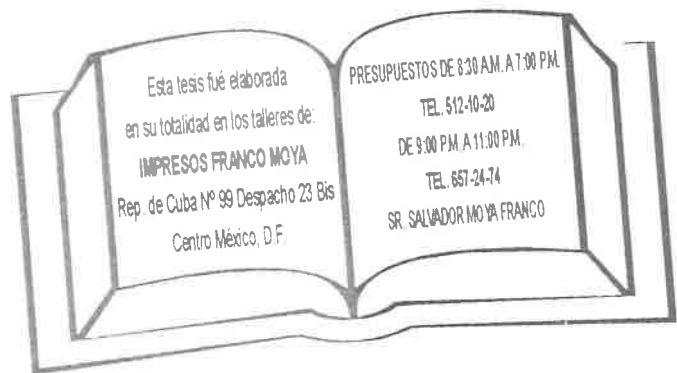 Esta tesis fué elaborada
en su totalidad en los talleres de:
IMPRESOS FRANCO MOYA
Rep. de Cuba Nº 99 Despacho 23 Bis
Centro México, D.F.
PRESUPUESTOS DE 8:30 A.M. A 7:00 P.M.
TEL. 512-10-20
DE 9:00 P.M. A 11:00 P.M.
TEL. 657-24-74
SR. SALVADOR MOYA FRANCO